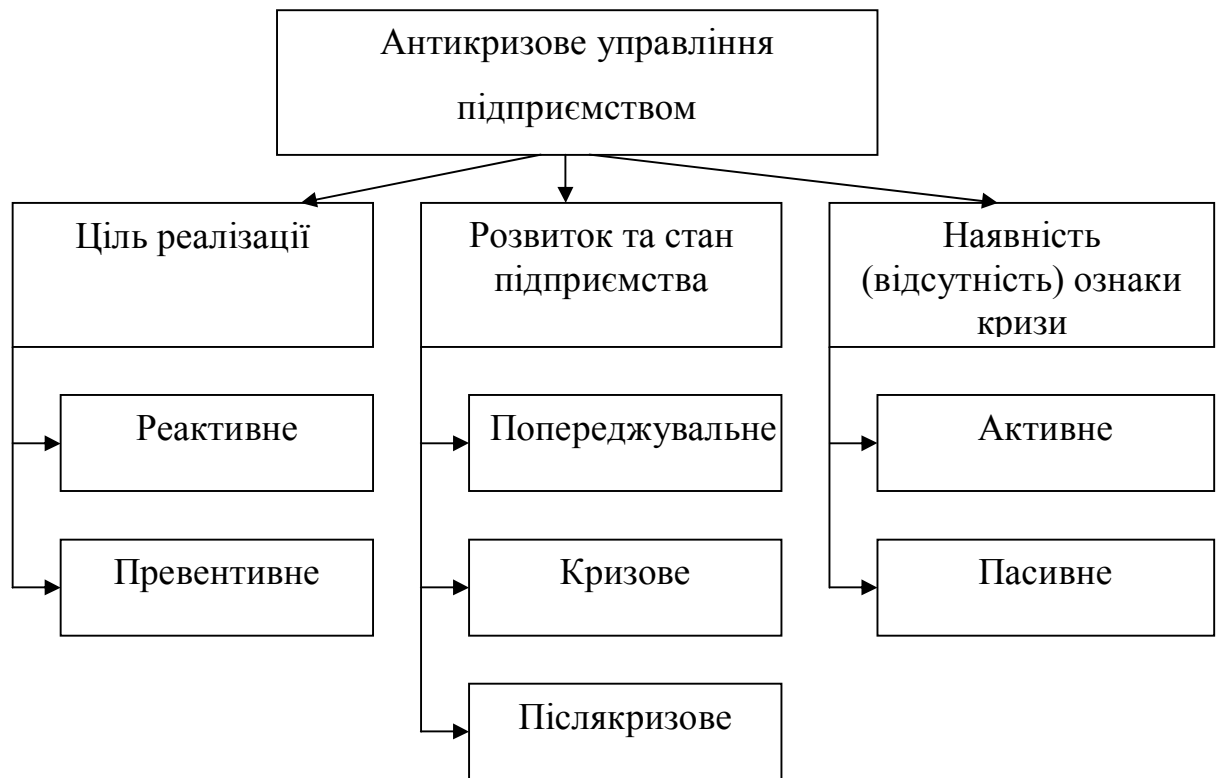 Антикризове управління
підприємством
Ціль реалізації
Розвиток та стан
підприємства
Наявність
(відсутність) ознаки
кризи
Реактивне
Попереджувальне
Активне
Превентивне
Кризове
Пасивне
Післякризове